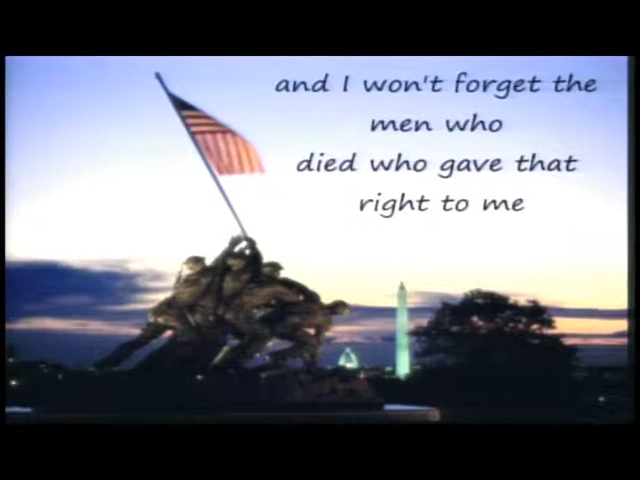 and I won't forget the
men who
died who gave that
right to me